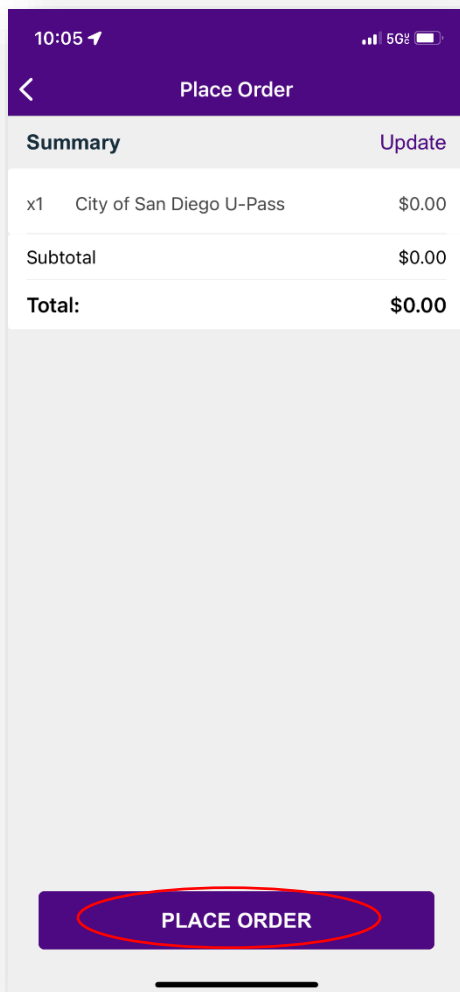 10:05 5G
Place Order
Summary Update
x1 City of San Diego U-Pass $0.00
Subtotal $0.00
Total: $0.00
PLACE ORDER